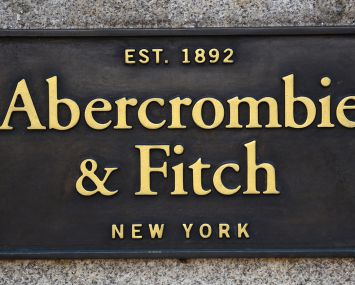 EST. 1892
Abercrombie
& Fitch
NEW YORK